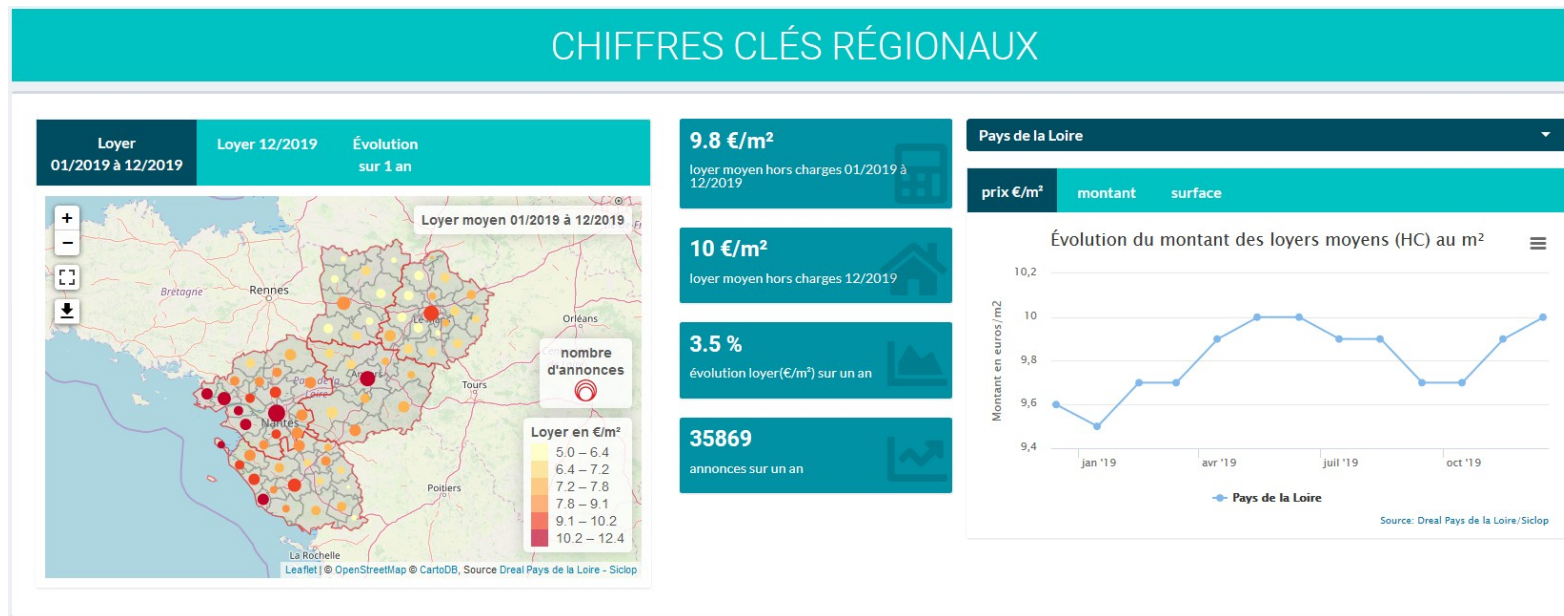 CHIFFRES CLÉS RÉGIONAUX
Loyer
01/2019 à 12/2019
Loyer 12/2019
Évolution
sur 1 an
+
−
Loyer moyen 01/2019 à 12/2019
Bretagne
Rennes
Orléans
Tours
Nantes
Poitiers
La Rochelle
nombre
d'annonces
Loyer en €/m²
5.0 – 6.4
6.4 – 7.2
7.2 – 7.8
7.8 – 9.1
9.1 – 10.2
10.2 – 12.4
Leaflet | © OpenStreetMap © CartoDB, Source Dreal Pays de la Loire - Siclop
9.8 €/m²
loyer moyen hors charges 01/2019 à
12/2019
10 €/m²
loyer moyen hors charges 12/2019
3.5 %
évolution loyer(€/m²) sur un an
35869
annonces sur un an
Pays de la Loire
prix €/m²
montant
surface
Évolution du montant des loyers moyens (HC) au m²
Montant en euros/m2
10,2
10
9,8
9,6
9,4
jan '19
avr '19
juil '19
oct '19
Pays de la Loire
Source: Dreal Pays de la Loire/Siclop